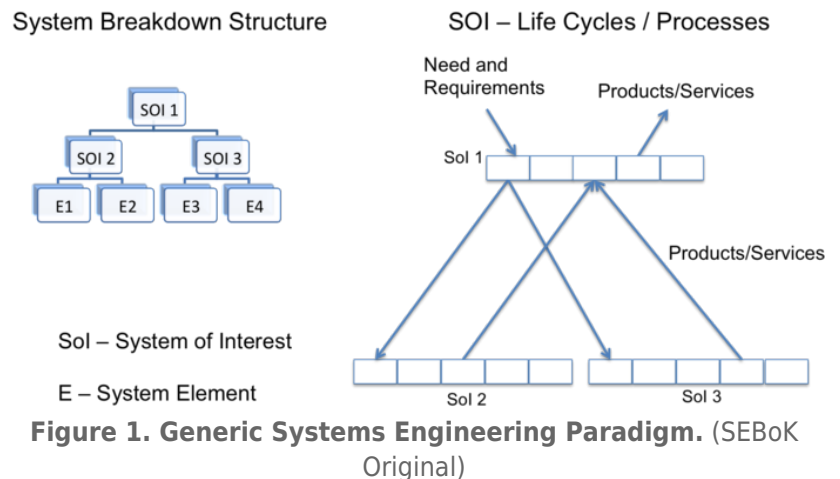 System Breakdown Structure
SOI – Life Cycles / Processes
SOI 1
SOI 2
SOI 3
E1
E2
E3
E4
SoI – System of Interest
E – System Element
Need and
Requirements
Products/Services
SoI 1
Products/Services
SoI 2
SoI 3
Figure 1. Generic Systems Engineering Paradigm. (SEBoK
Original)